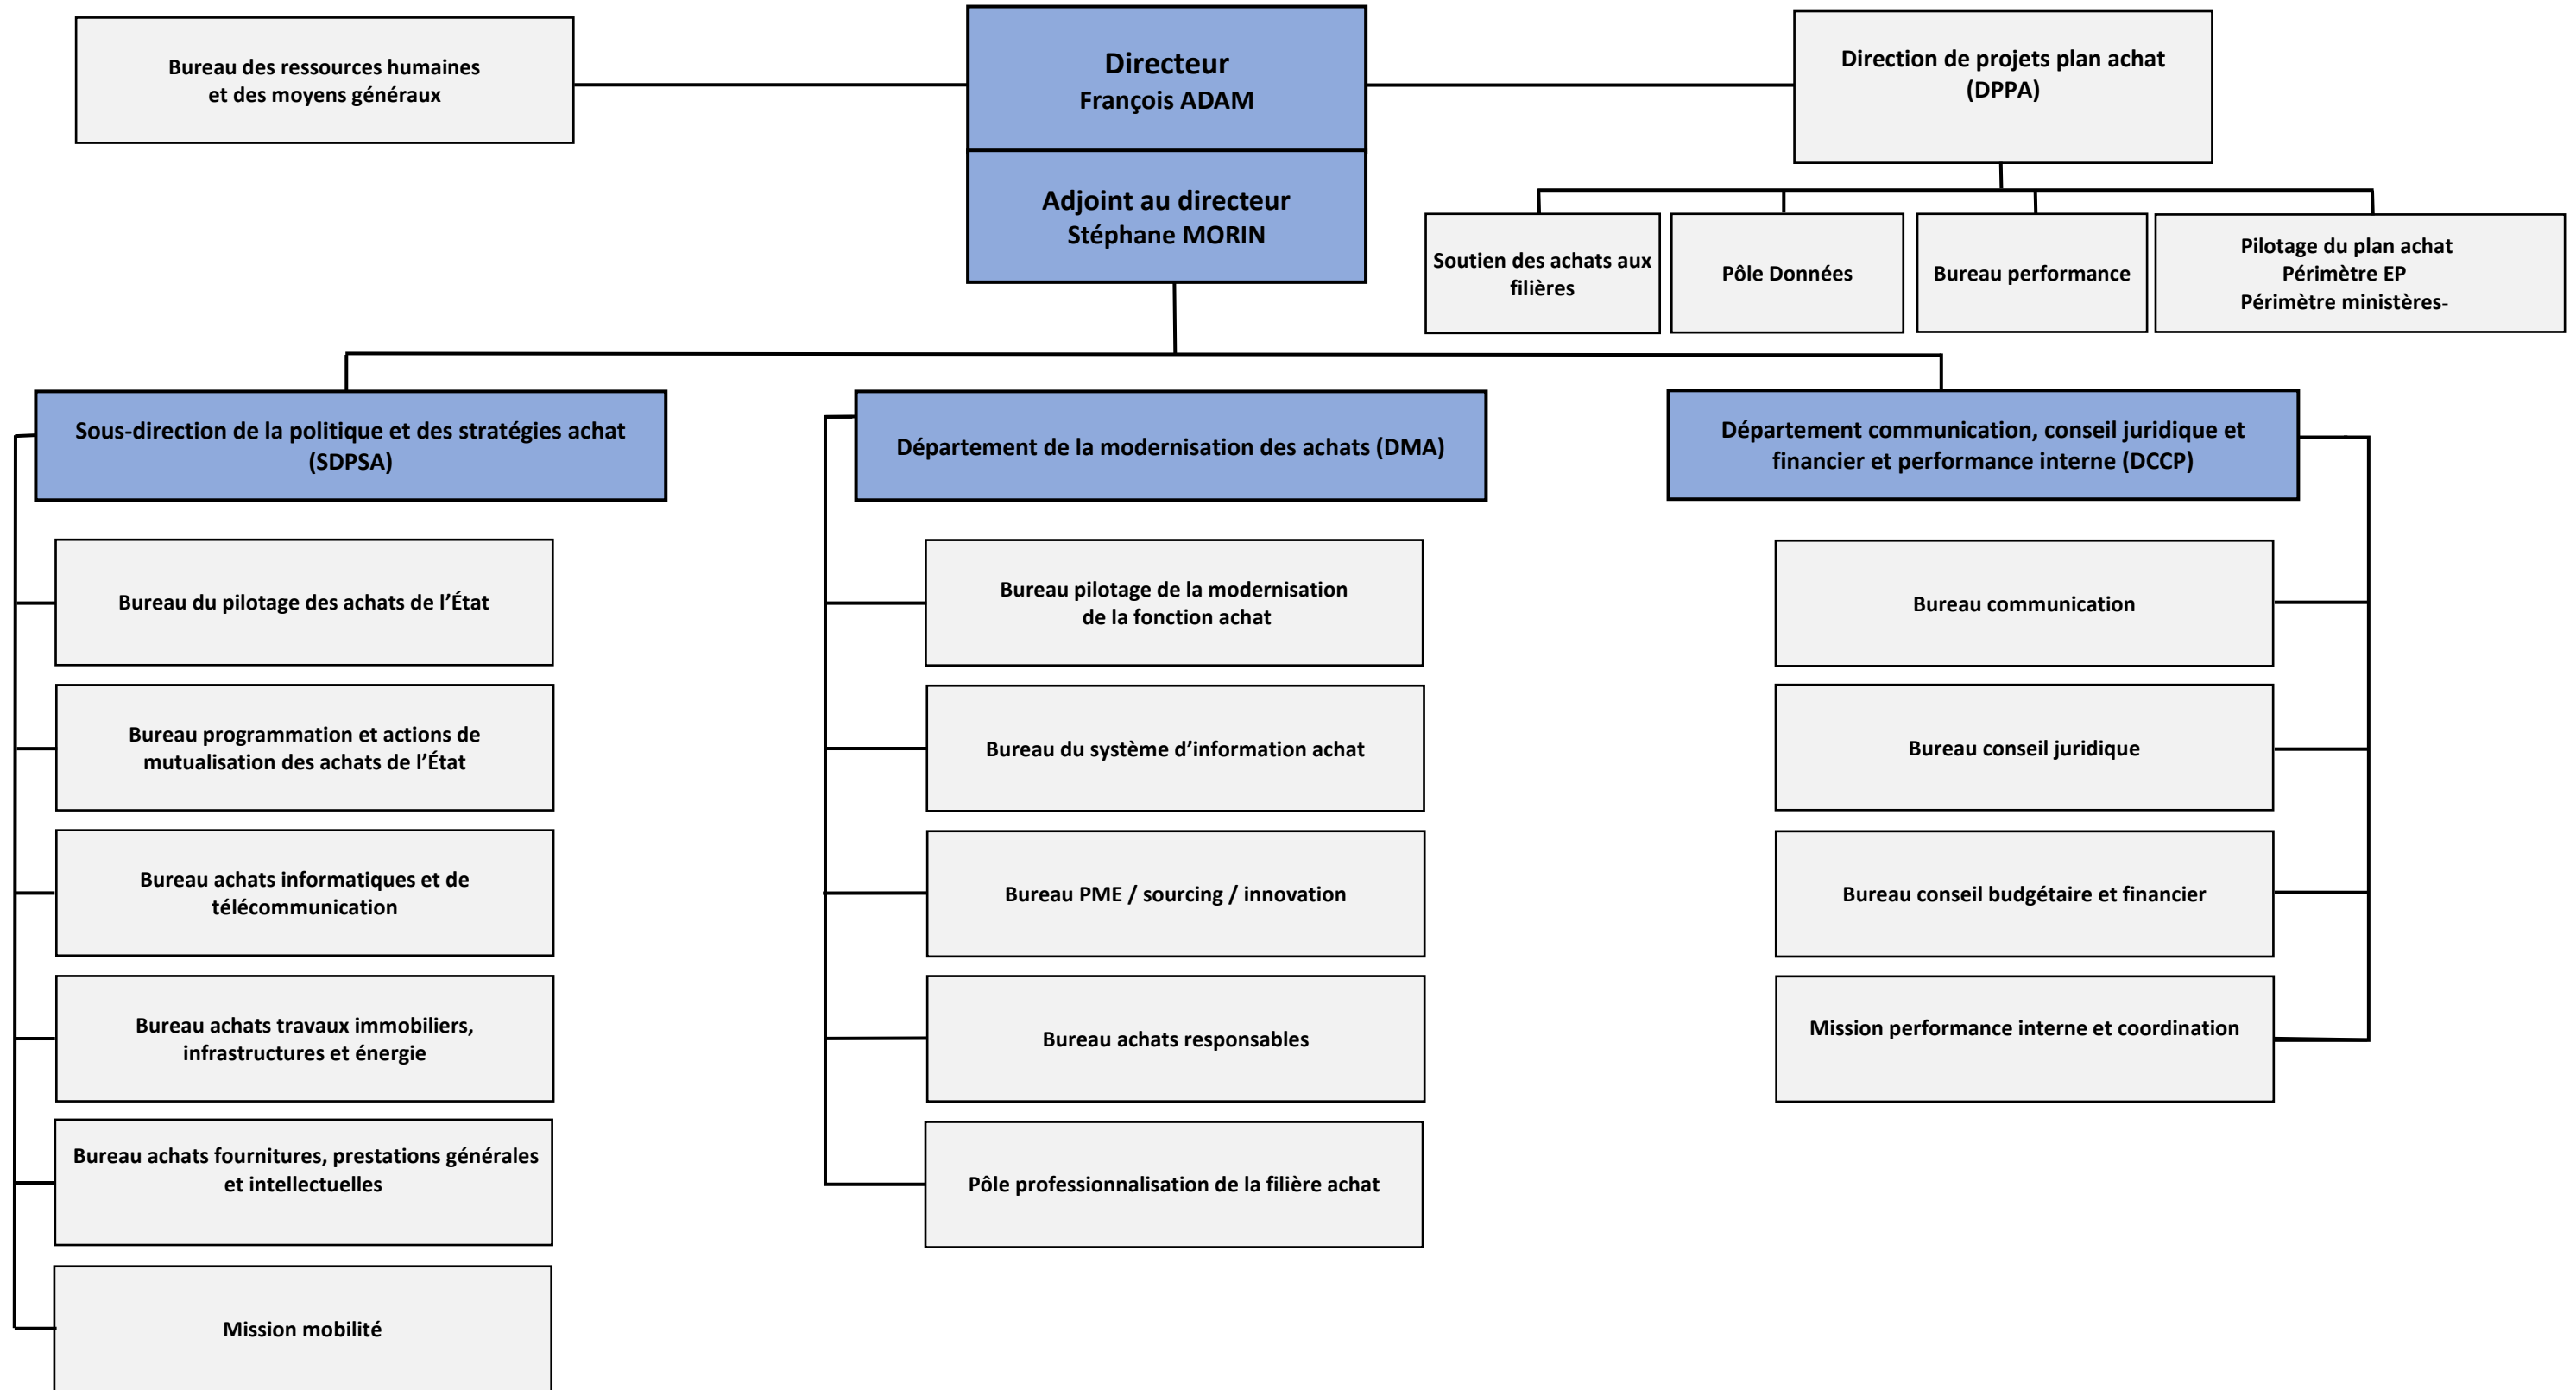 Bureau des ressources humaines
et des moyens généraux
Directeur
François ADAM
Adjoint au directeur
Stéphane MORIN
Direction de projets plan achat
(DPPA)
Soutien des achats aux
filières
Pôle Données
Bureau performance
Pilotage du plan achat
Périmètre EP
Périmètre ministères-
Sous-direction de la politique et des stratégies achat
(SDPSA)
Bureau du pilotage des achats de l’État
Bureau programmation et actions de
mutualisation des achats de l’État
Bureau achats informatiques et de
télécommunication
Bureau achats travaux immobiliers,
infrastructures et énergie
Bureau achats fournitures, prestations générales
et intellectuelles
Mission mobilité
Département de la modernisation des achats (DMA)
Bureau pilotage de la modernisation
de la fonction achat
Bureau du système d’information achat
Bureau PME / sourcing / innovation
Bureau achats responsables
Pôle professionnalisation de la filière achat
Département communication, conseil juridique et
financier et performance interne (DCCP)
Bureau communication
Bureau conseil juridique
Bureau conseil budgétaire et financier
Mission performance interne et coordination